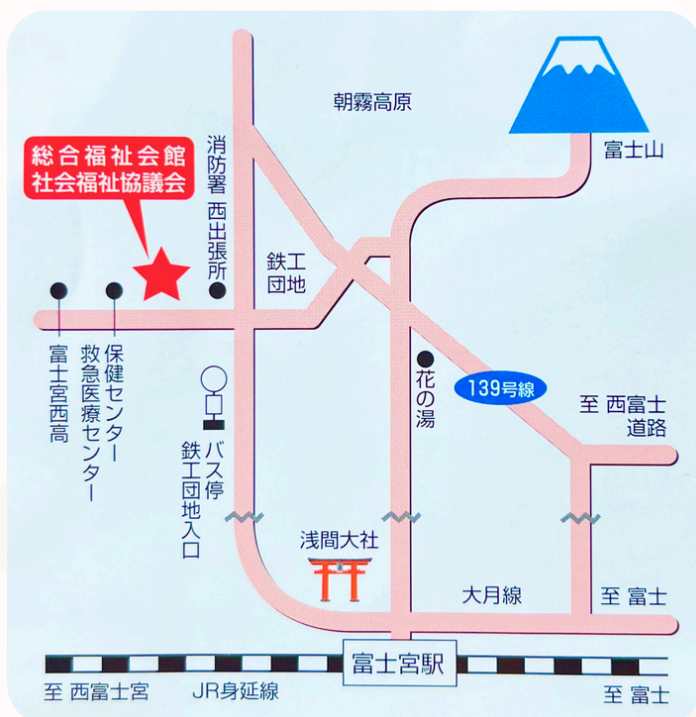 朝霧高原
富士山
総合福祉会館
社会福祉協議会
消防署 西出張所
鉄工
団地
富士宮西高
保健センター
救急医療センター
バス停
鉄工団地入口
花の湯
139号線
至 西富士
道路
浅間大社
大月線
至 富士
富士宮駅
至 西富士宮
JR身延線
至 富士